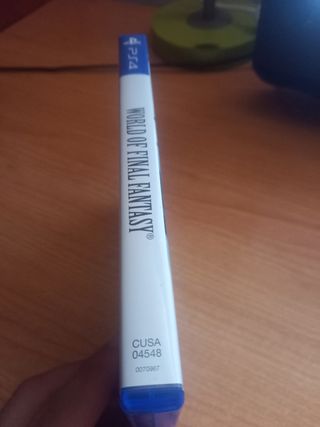 PS4
WORLD OF FINAL FANTASY®
CUSA
04548
0070967